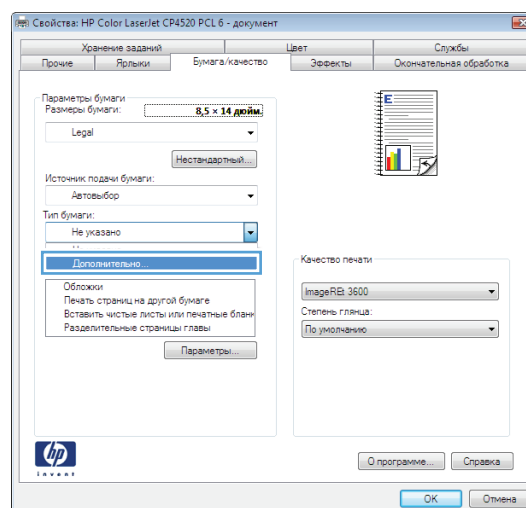 Свойства: HP Color LaserJet CP4520 PCL 6 - документ
Хранение заданий Цвет Службы
Прочие Ярлыки Бумага/качество Эффекты Окончательная обработка
Параметры бумаги
Размеры бумаги: 8,5 × 14 дюйм.
Legal
Нестандартный...
Источник подачи бумаги:
Автовыбор
Тип бумаги:
Не указано
Дополнительно...
Обложки
Печать страниц на другой бумаге
Вставить чистые листы или печатные бланк
Разделительные страницы главы
Параметры...
E
Качество печати
ImageREt 3600
Степень глянца:
По умолчанию
hp
invent
О программе... Справка
OK Отмена